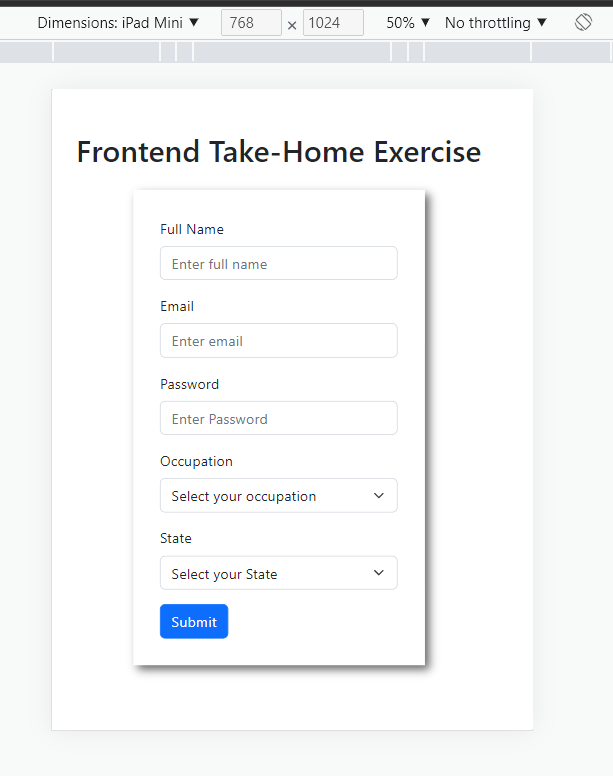 Dimensions: iPad Mini ▼ 768 × 1024 50% ▼ No throttling ▼
Frontend Take-Home Exercise
Full Name
Enter full name
Email
Enter email
Password
Enter Password
Occupation
Select your occupation
State
Select your State
Submit